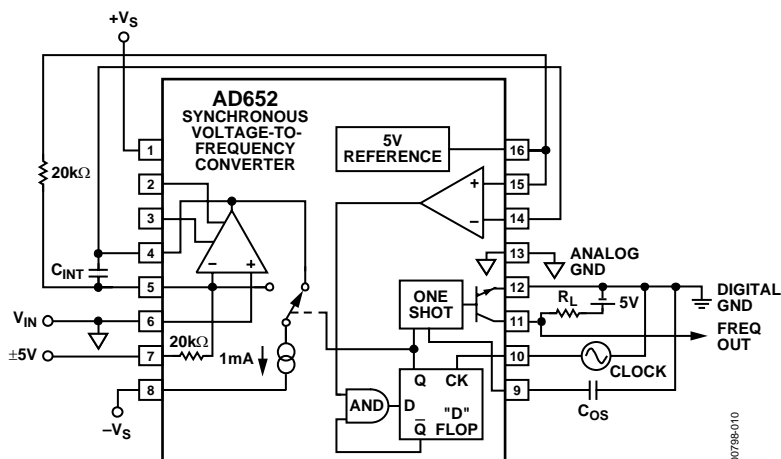 +VS
AD652
SYNCHRONOUS
VOLTAGE-TO-
FREQUENCY
CONVERTER
5V
REFERENCE
20kΩ
CINT
VIN
±5V
–VS
1
2
3
4
5
6
7
8
–
+
20kΩ
1mA
+
–
16
15
14
13
12
11
10
9
ANALOG
GND
DIGITAL
GND
RL
5V
FREQ
OUT
CLOCK
COS
ONE
SHOT
AND
Q
CK
D
"D"
FLOP
Q̅
00798-010